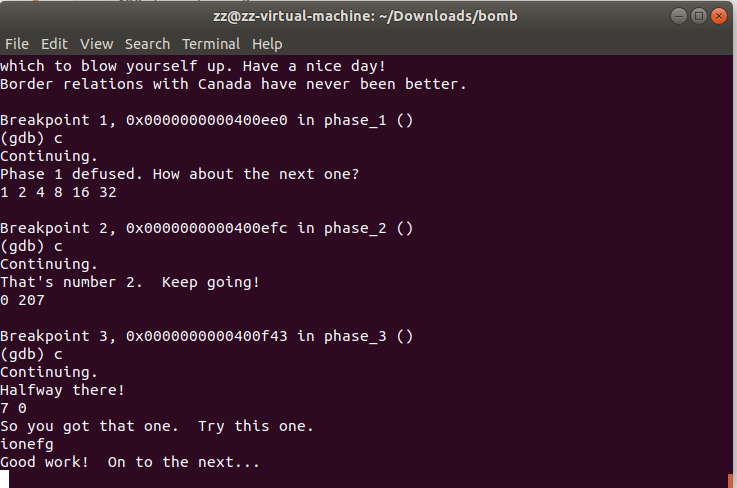 zz@zz-virtual-machine: ~/Downloads/bomb
File Edit View Search Terminal Help
which to blow yourself up. Have a nice day!
Border relations with Canada have never been better.
Breakpoint 1, 0x0000000000400ee0 in phase_1 ()
(gdb) c
Continuing.
Phase 1 defused. How about the next one?
1 2 4 8 16 32
Breakpoint 2, 0x0000000000400efc in phase_2 ()
(gdb) c
Continuing.
That's number 2.  Keep going!
0 207
Breakpoint 3, 0x0000000000400f43 in phase_3 ()
(gdb) c
Continuing.
Halfway there!
7 0
So you got that one.  Try this one.
ionefg
Good work!  On to the next...